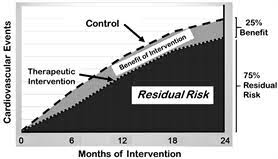 Control
25%
Benefit
Benefit of Intervention
Therapeutic
Intervention
75%
Residual
Risk
Residual Risk
Cardiovascular Events
0 6 12 18 24
Months of Intervention